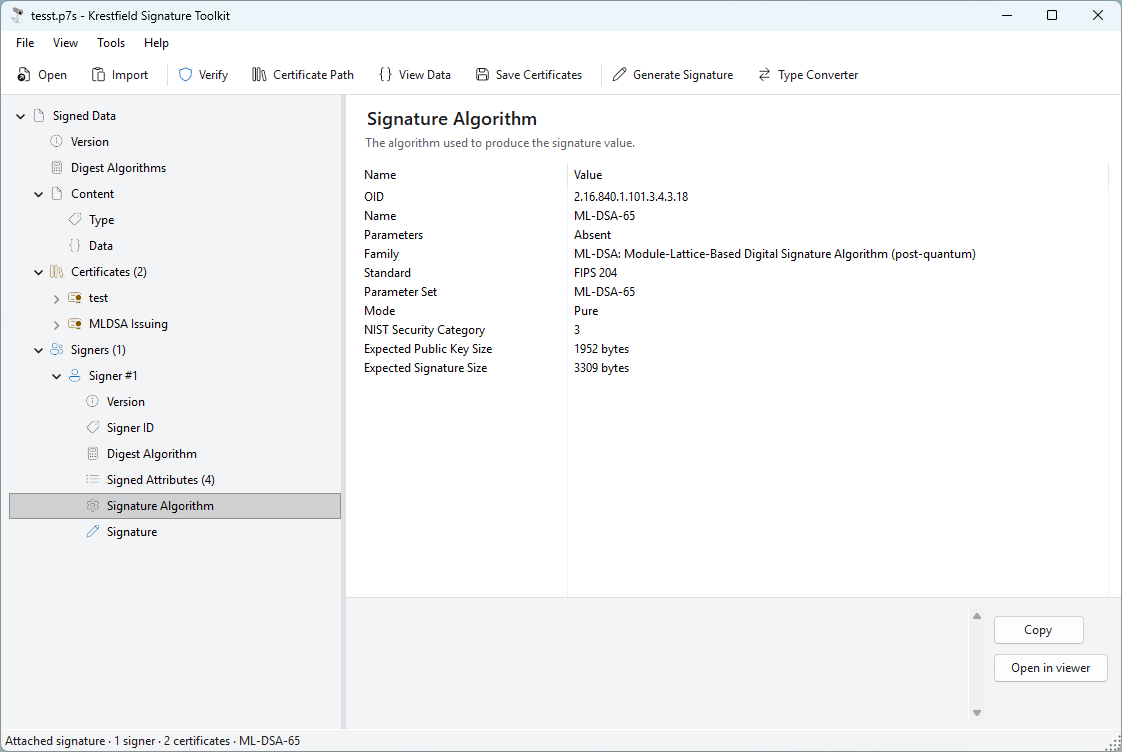 tesst.p7s - Krestfield Signature Toolkit
File View Tools Help
Open Import Verify Certificate Path View Data Save Certificates Generate Signature Type Converter
Signed Data
Version
Digest Algorithms
Content
Type
Data
Certificates (2)
test
MLDSA Issuing
Signers (1)
Signer #1
Version
Signer ID
Digest Algorithm
Signed Attributes (4)
Signature Algorithm
Signature
Signature Algorithm
The algorithm used to produce the signature value.
Name Value
OID 2.16.840.1.101.3.4.3.18
Name ML-DSA-65
Parameters Absent
Family ML-DSA: Module-Lattice-Based Digital Signature Algorithm (post-quantum)
Standard FIPS 204
Parameter Set ML-DSA-65
Mode Pure
NIST Security Category 3
Expected Public Key Size 1952 bytes
Expected Signature Size 3309 bytes
Copy
Open in viewer
Attached signature · 1 signer · 2 certificates · ML-DSA-65